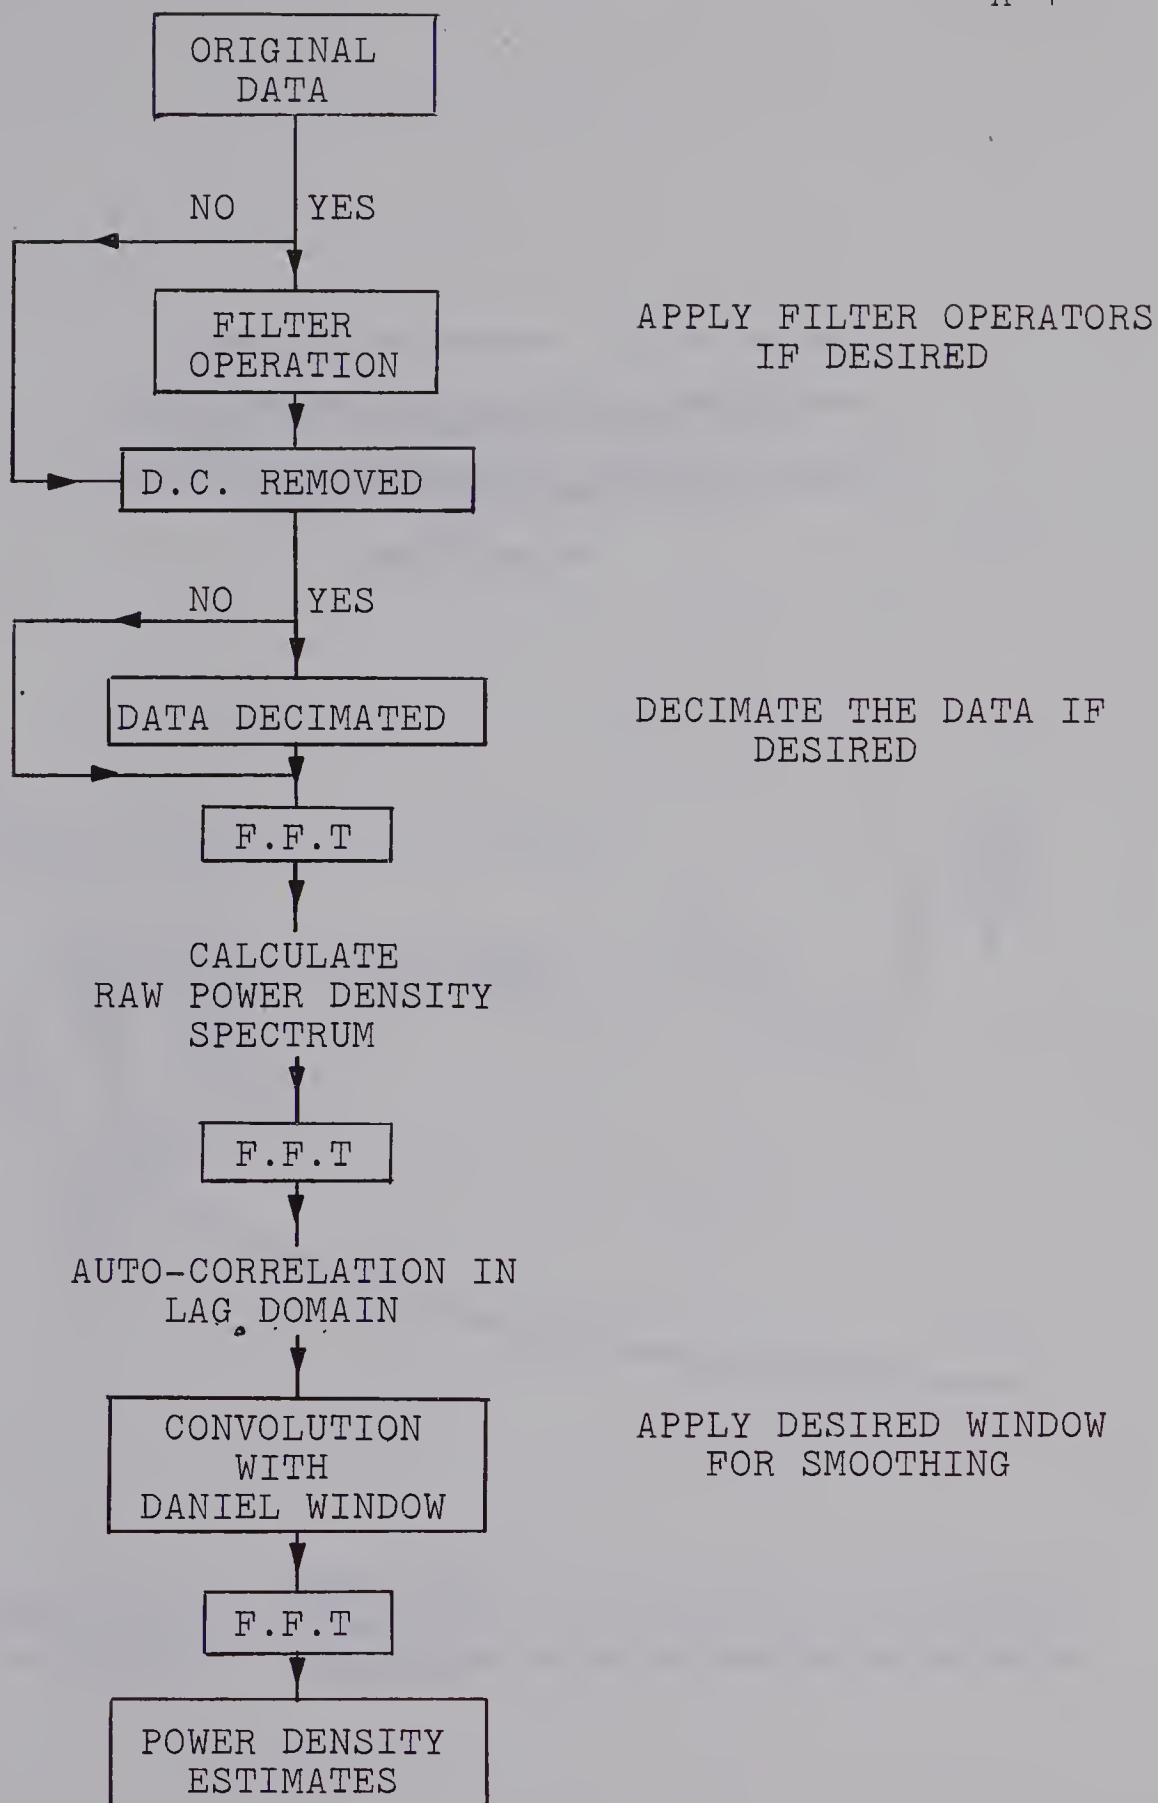 ORIGINAL
DATA
NO YES
FILTER
OPERATION
APPLY FILTER OPERATORS
IF DESIRED
D.C. REMOVED
NO YES
DATA DECIMATED
DECIMATE THE DATA IF
DESIRED
F.F.T
CALCULATE
RAW POWER DENSITY
SPECTRUM
F.F.T
AUTO-CORRELATION IN
LAG DOMAIN
CONVOLUTION
WITH
DANIEL WINDOW
APPLY DESIRED WINDOW
FOR SMOOTHING
F.F.T
POWER DENSITY
ESTIMATES